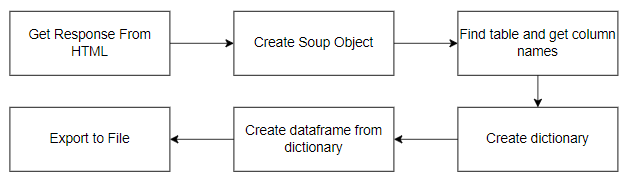 Get Response From
HTML
Create Soup Object
Find table and get column
names
Create dictionary
Create dataframe from
dictionary
Export to File